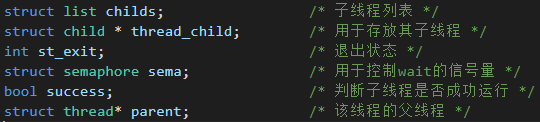 struct list childs; /* 子线程列表 */
struct child * thread_child; /* 用于存放其子线程 */
int st_exit; /* 退出状态 */
struct semaphore sema; /* 用于控制wait的信号量 */
bool success; /* 判断子线程是否成功运行 */
struct thread* parent; /* 该线程的父线程 */